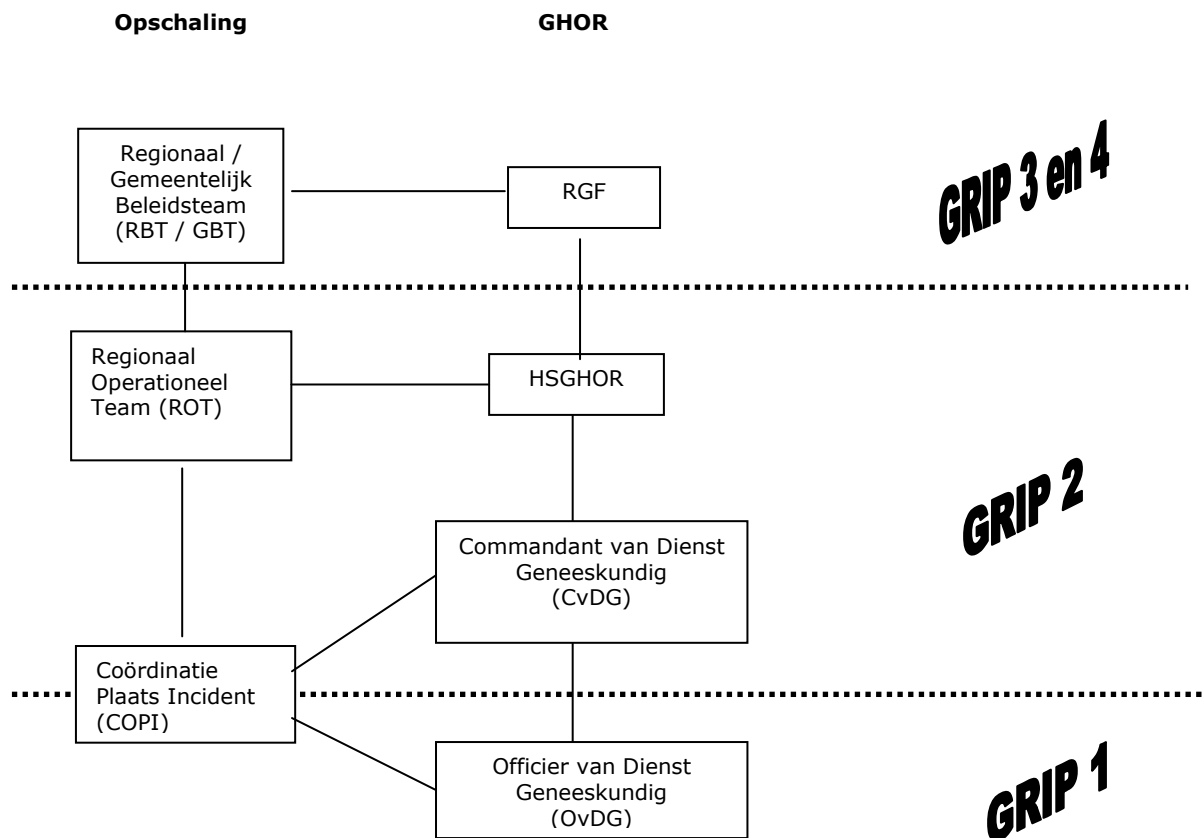 Opschaling
GHOR
Regionaal /
Gemeentelijk
Beleidsteam
(RBT / GBT)
RGF
GRIP 3 en 4
Regionaal
Operationeel
Team (ROT)
HSGHOR
GRIP 2
Commandant van Dienst
Geneeskundig
(CvDG)
Coördinatie
Plaats Incident
(COPI)
Officier van Dienst
Geneeskundig
(OvDG)
GRIP 1